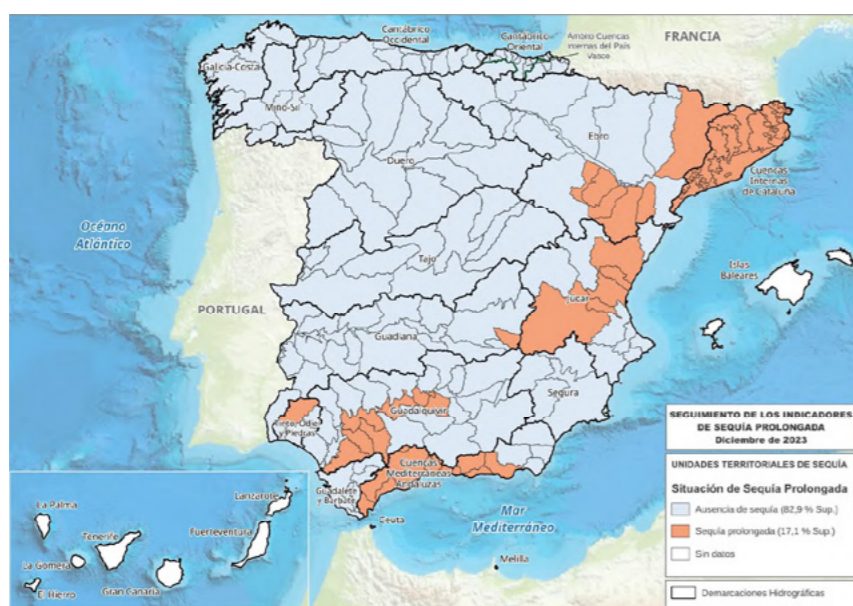 Cantábrico
Occidental
Cantábrico
Oriental
Ámbito Cuencas
Internas del País
Vasco
FRANCIA
Galicia-Costa
Miño-Sil
Ebro
Duero
Cuencas
Internas
de Cataluña
Océano
Atlántico
Tajo
Islas
Baleares
PORTUGAL
Júcar
Guadiana
Segura
Guadalquivir
Tinto, Odiel
y Piedras
Cuencas
Mediterráneas
Andaluzas
Guadalete
y Barbate
Mar
Mediterráneo
Ceuta
Melilla
La Palma
Lanzarote
Tenerife
Fuerteventura
La Gomera
El Hierro
Gran Canaria
SEGUIMIENTO DE LOS INDICADORES
DE SEQUÍA PROLONGADA
Diciembre de 2023
UNIDADES TERRITORIALES DE SEQUÍA
Situación de Sequía Prolongada
Ausencia de sequía (82,9 % Sup.)
Sequía prolongada (17,1 % Sup.)
Sin datos
Demarcaciones Hidrográficas